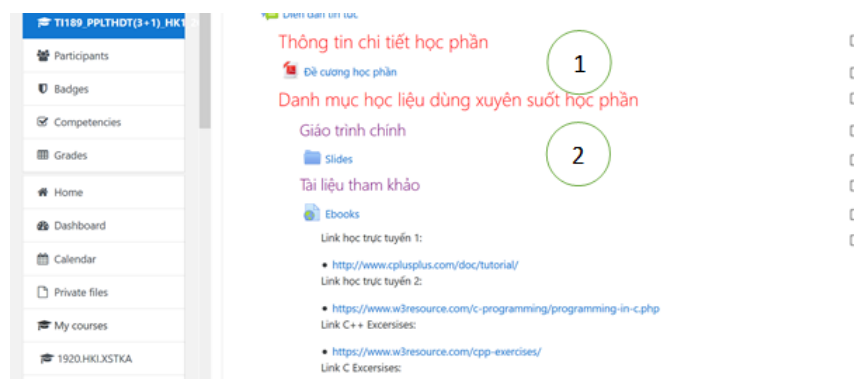 TI189_PPLTHDT(3+1)_HK1
Participants
Badges
Competencies
Grades
Home
Dashboard
Calendar
Private files
My courses
1920.HKI.XSTKA
Diễn đàn tin tức
Thông tin chi tiết học phần
1
Đề cương học phần
Danh mục học liệu dùng xuyên suốt học phần
Giáo trình chính
2
Slides
Tài liệu tham khảo
Ebooks
Link học trực tuyến 1:
• http://www.cplusplus.com/doc/tutorial/
Link học trực tuyến 2:
• https://www.w3resource.com/c-programming/programming-in-c.php
Link C++ Excersises:
• https://www.w3resource.com/cpp-exercises/
Link C Excersises: